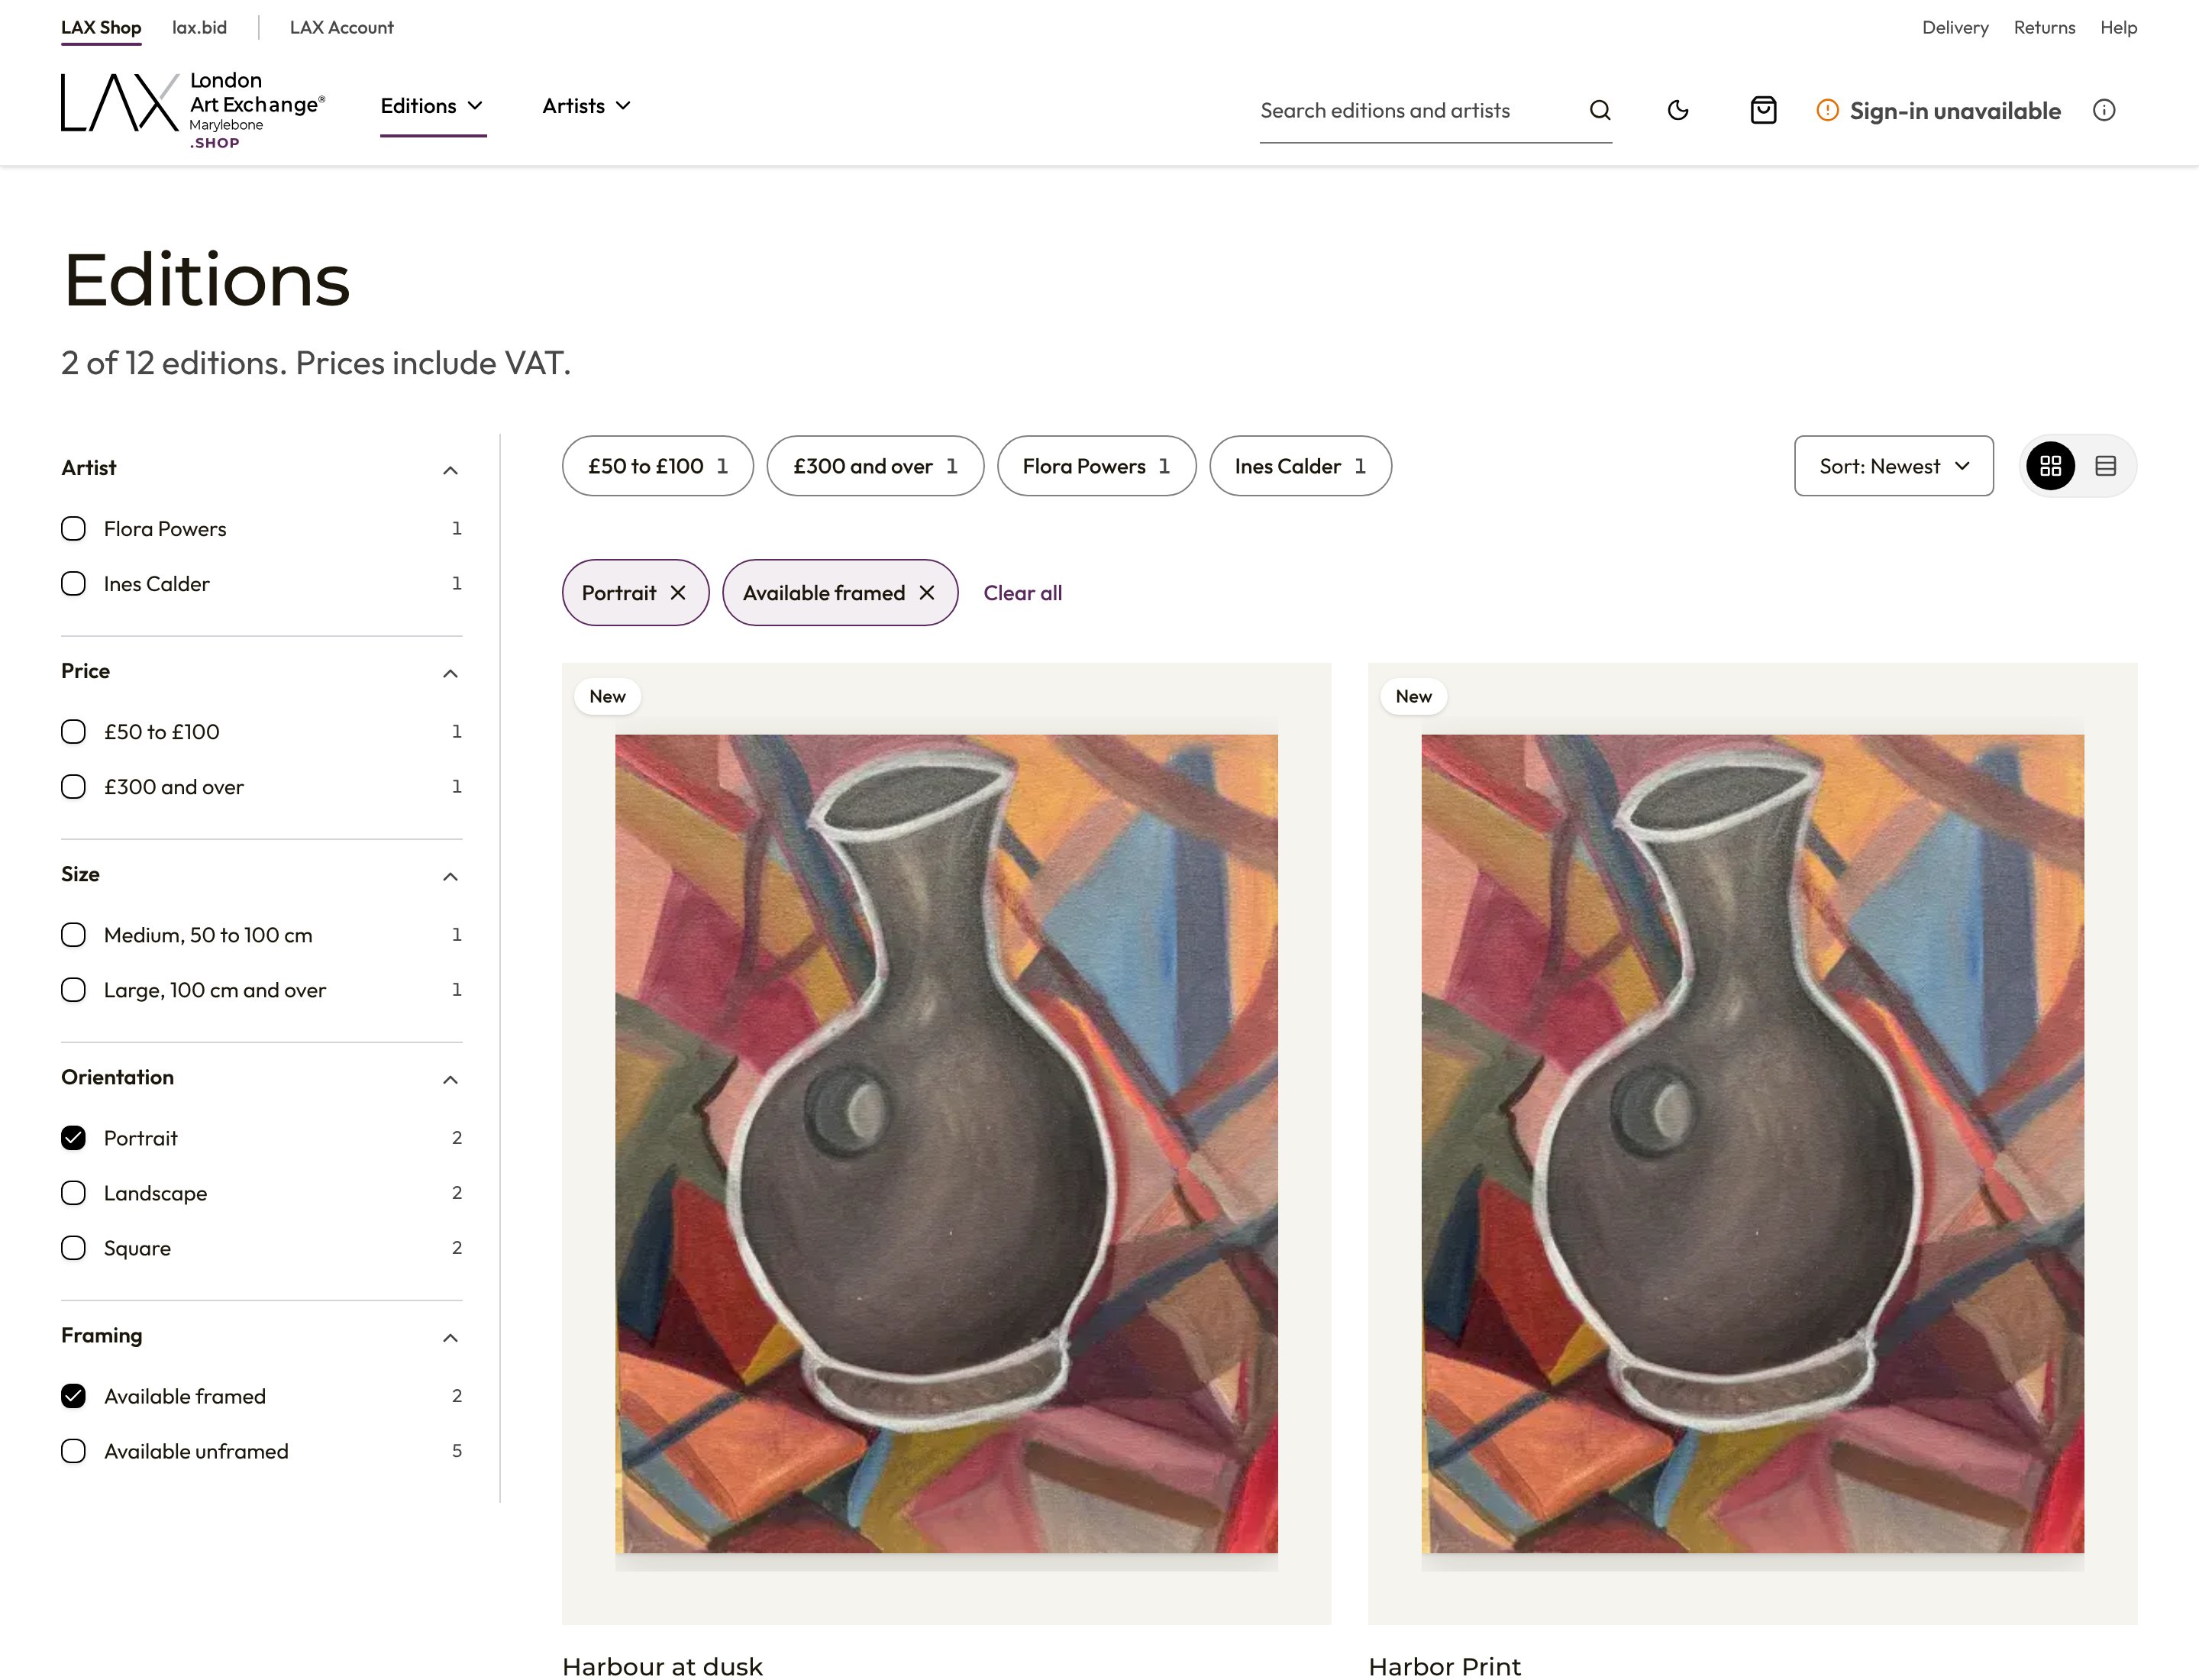 LAX Shop lax.bid LAX Account Delivery Returns Help
LAX London
Art Exchange®
Marylebone
.SHOP
Editions Artists Search editions and artists Sign-in unavailable
Editions
2 of 12 editions. Prices include VAT.
Artist
Flora Powers 1
Ines Calder 1
Price
£50 to £100 1
£300 and over 1
Size
Medium, 50 to 100 cm 1
Large, 100 cm and over 1
Orientation
Portrait 2
Landscape 2
Square 2
Framing
Available framed 2
Available unframed 5
£50 to £100 1 £300 and over 1 Flora Powers 1 Ines Calder 1 Sort: Newest
Portrait Available framed Clear all
New New
Harbour at dusk Harbor Print